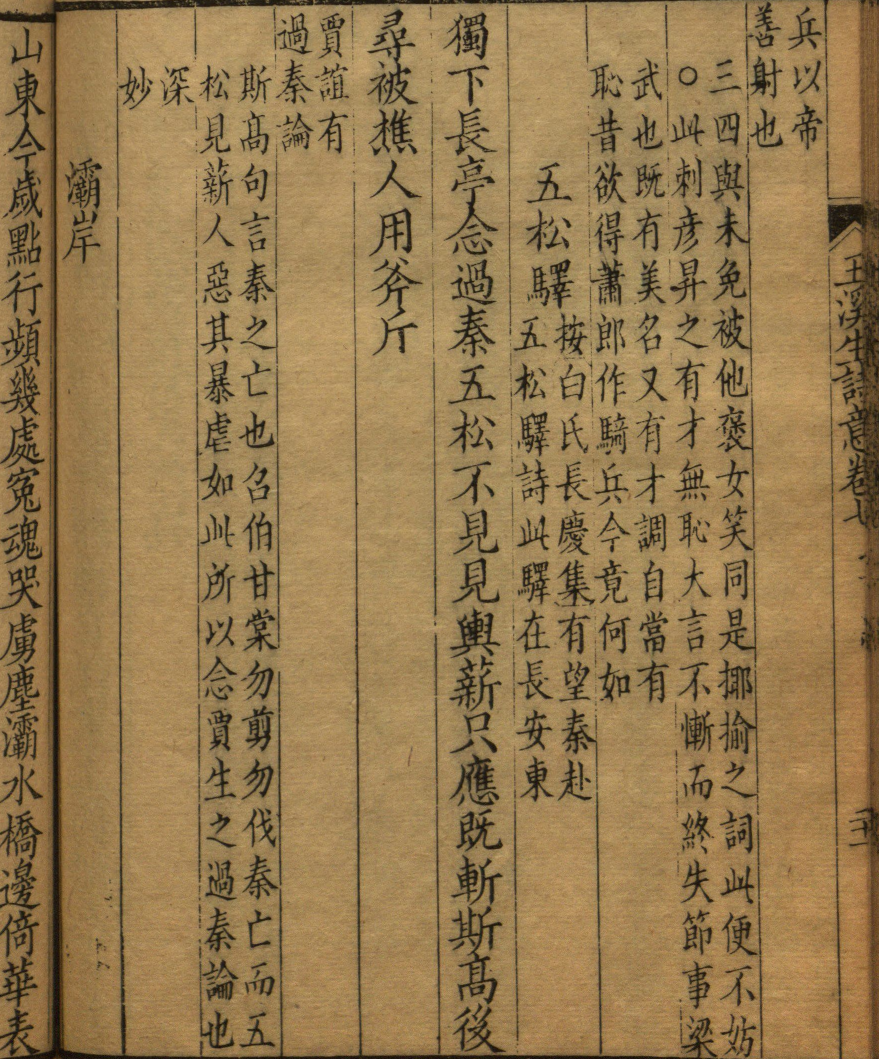 玉溪生詩意卷七
兵以帝
善射也
三四與未免被他褒女笑同是揶揄之詞此便不妨
○此刺彥昇之有才無恥大言不慚而終失節事梁
武也既有美名又有才調自當有
恥昔欲得蕭郎作騎兵今竟何如
五松驛
按白氏長慶集有望秦赴
五松驛詩此驛在長安東
獨下長亭念過秦五松不見見輿薪只應既斬斯高後
尋被樵人用斧斤
賈誼有
過秦論
斯高句言秦之亡也召伯甘棠勿剪勿伐秦亡而五
松見薪人惡其暴虐如此所以念賈生之過秦論也
深
妙
灞岸
山東今歲點行頻幾處冤魂哭虜塵灞水橋邊倚華表